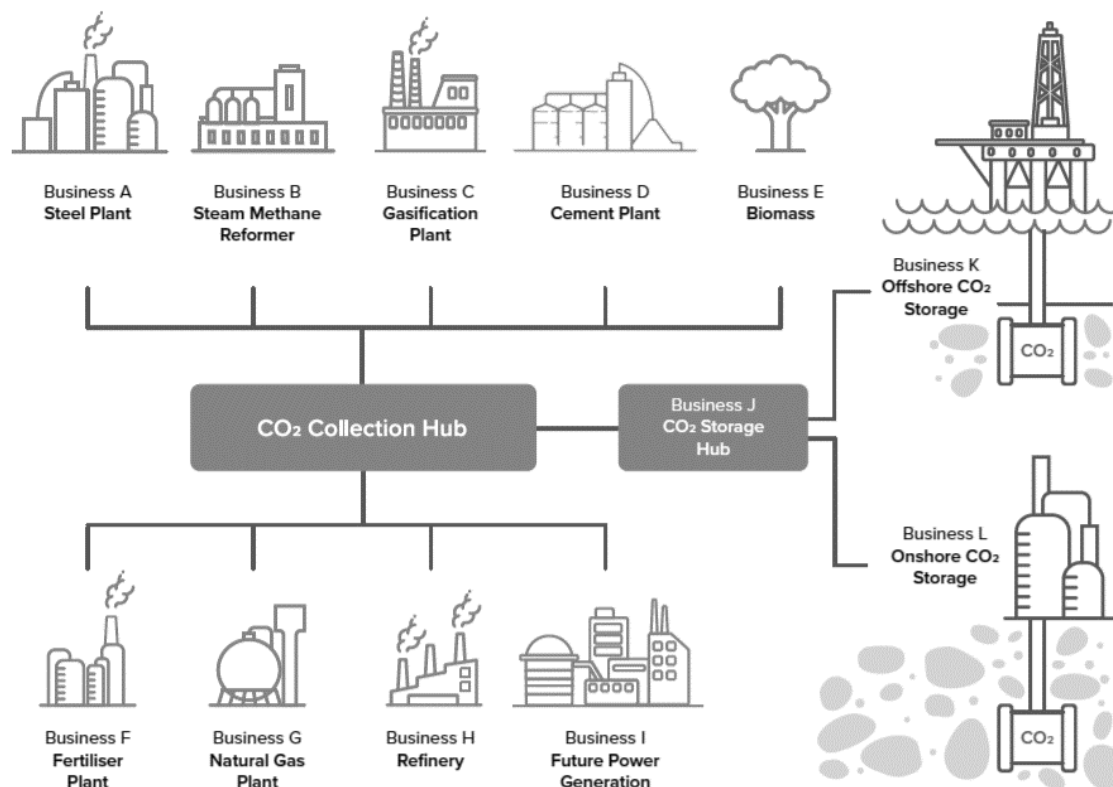 Business A
Steel Plant
Business B
Steam Methane
Reformer
Business C
Gasification
Plant
Business D
Cement Plant
Business E
Biomass
Business K
Offshore CO₂
Storage
CO₂
CO₂ Collection Hub
Business J
CO₂ Storage
Hub
Business L
Onshore CO₂
Storage
CO₂
Business F
Fertiliser
Plant
Business G
Natural Gas
Plant
Business H
Refinery
Business I
Future Power
Generation